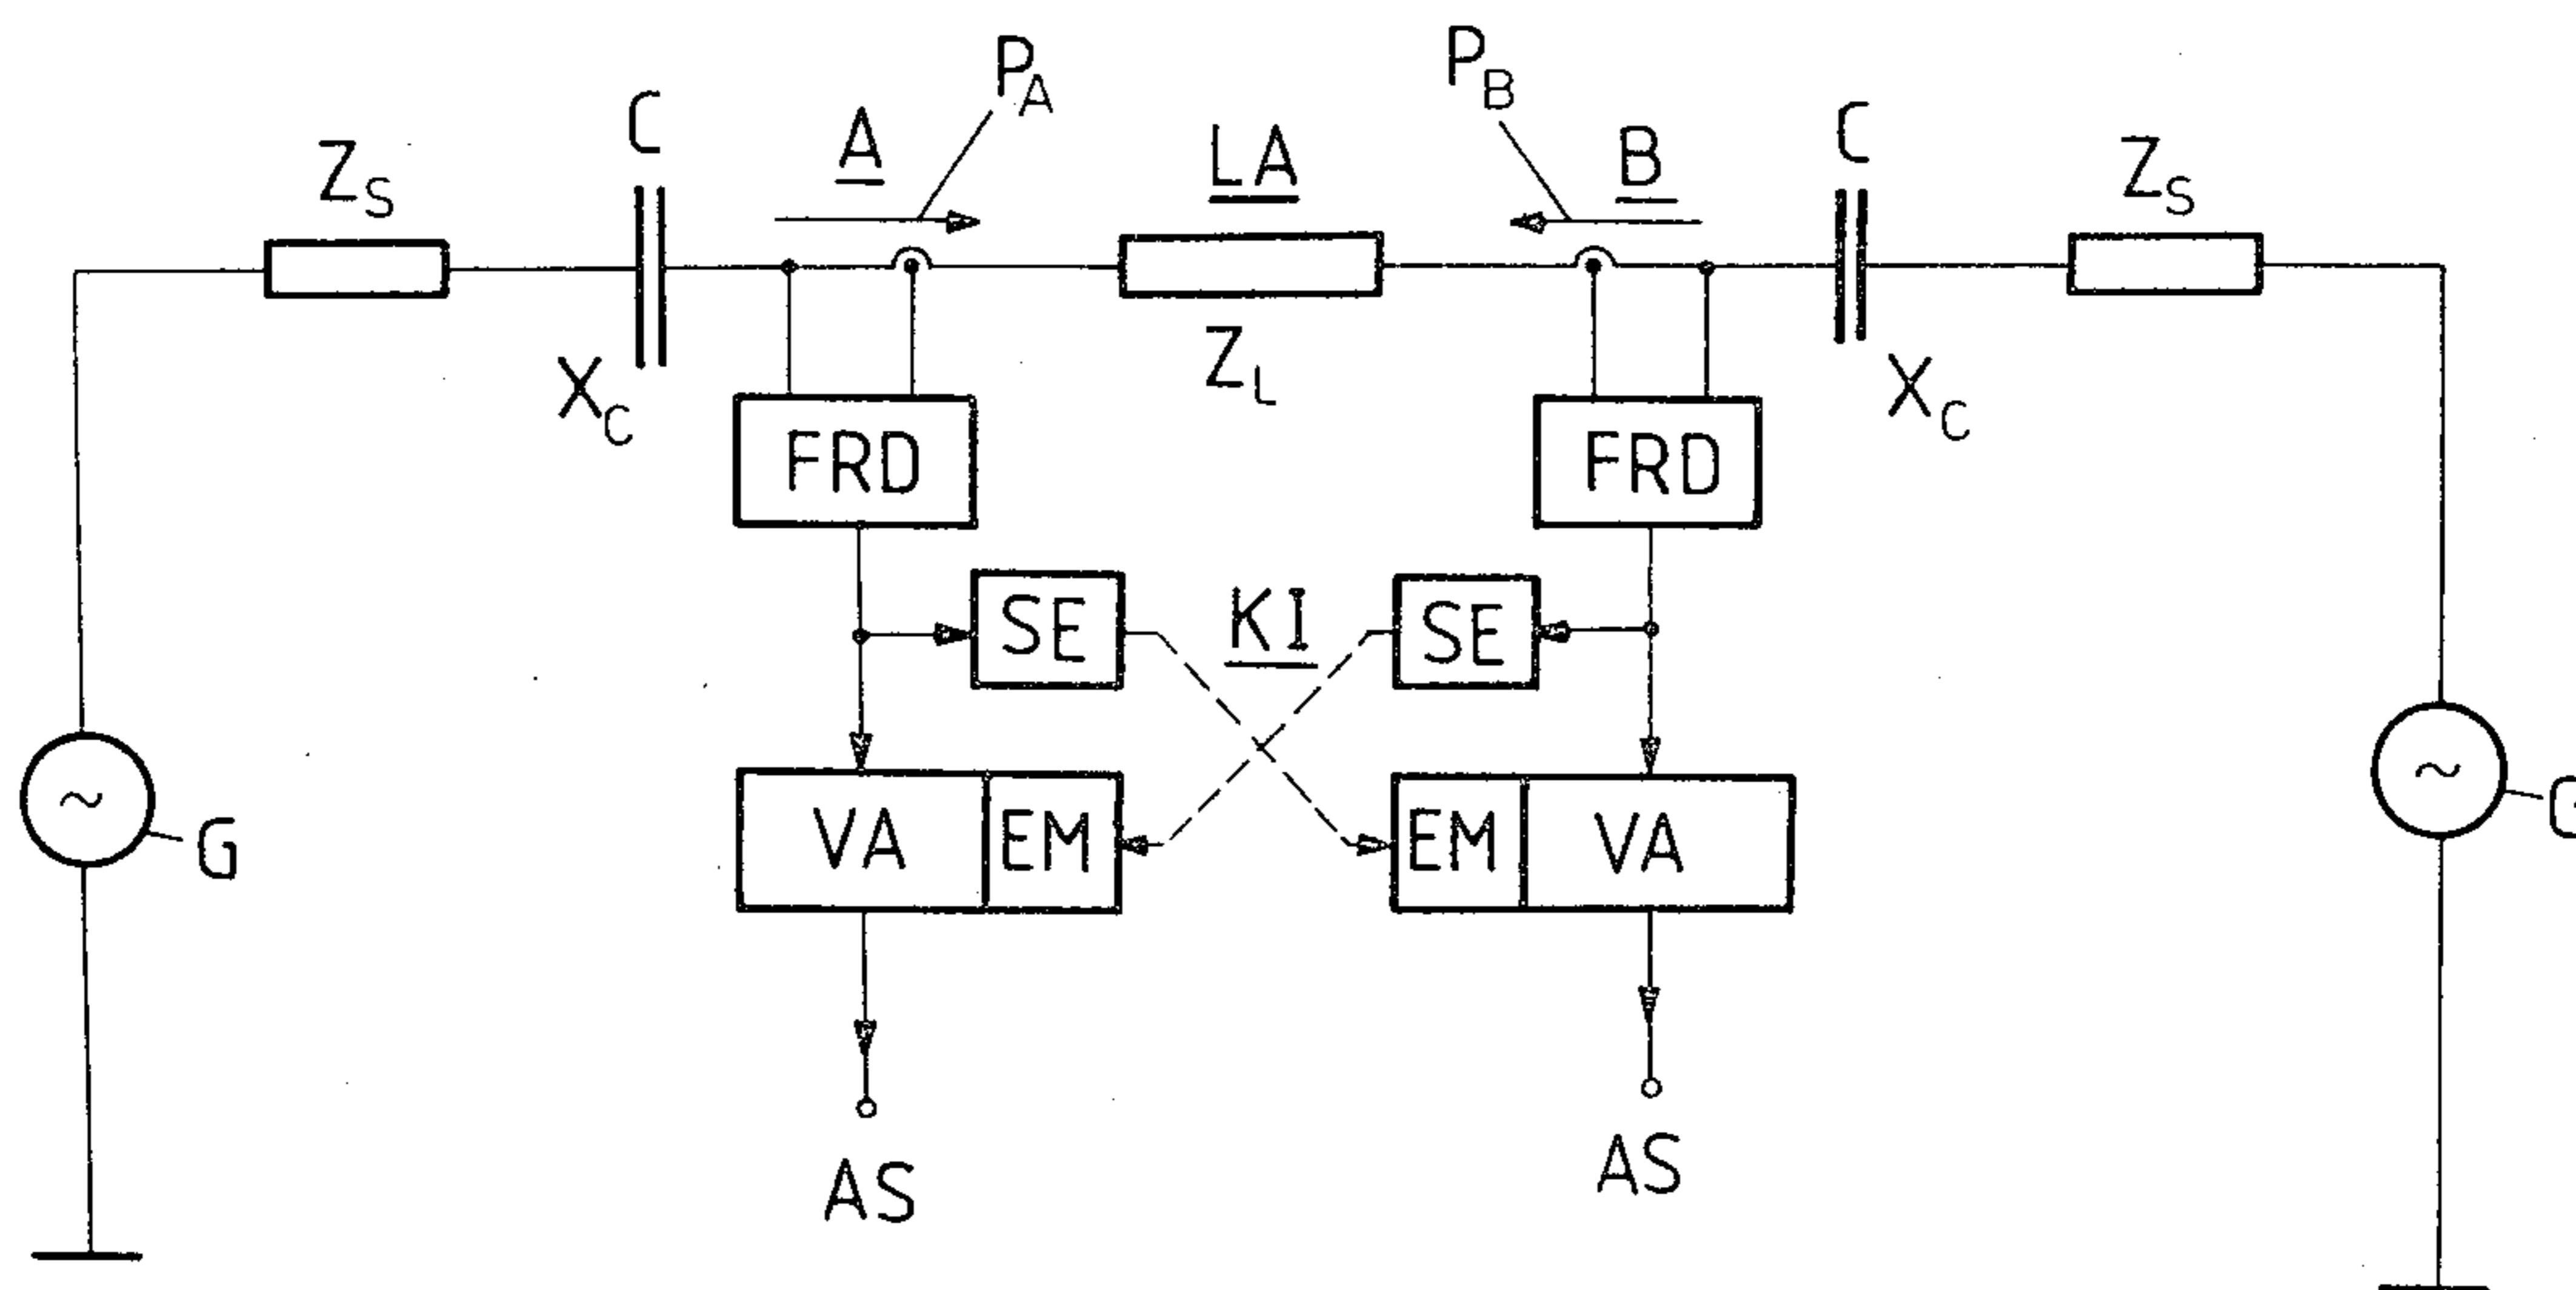 P_A
P_B
C
A
LA
B
C
Z_S
Z_S
Z_L
X_C
X_C
FRD
FRD
SE
KI
SE
~
~
G
G
VA
EM
EM
VA
AS
AS